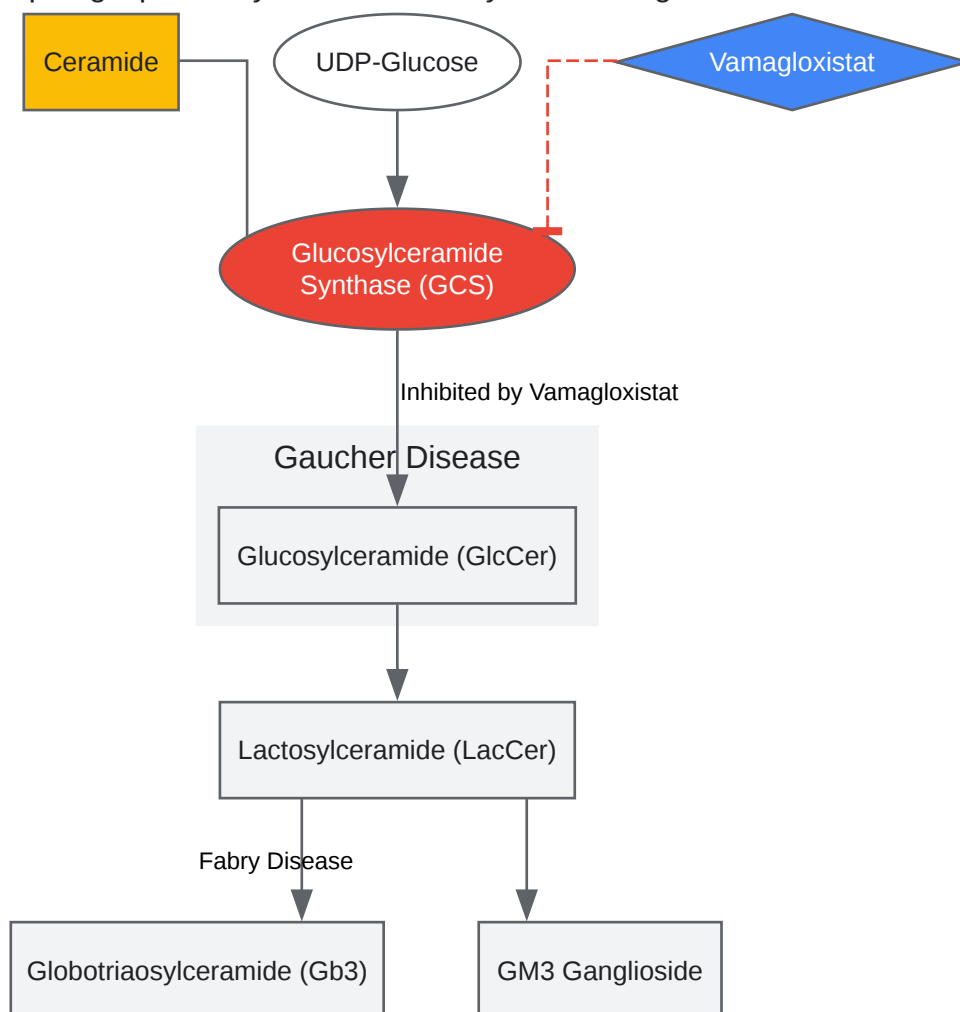 Ceramide
UDP-Glucose
Vamagloxistat
Glucosylceramide
Synthase (GCS)
Inhibited by Vamagloxistat
Gaucher Disease
Glucosylceramide (GlcCer)
Lactosylceramide (LacCer)
Fabry Disease
Globotriaosylceramide (Gb3)
GM3 Ganglioside